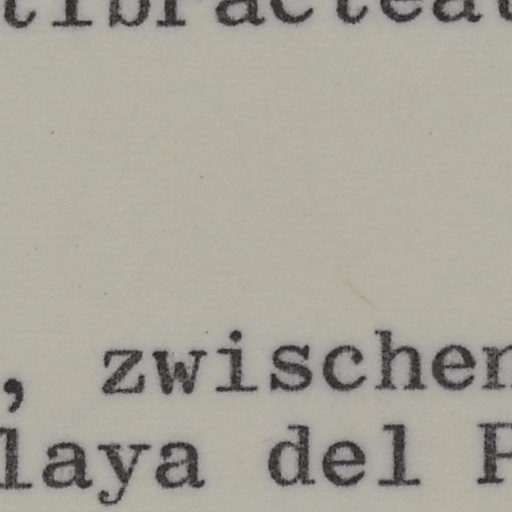 , zwischen
laya del P